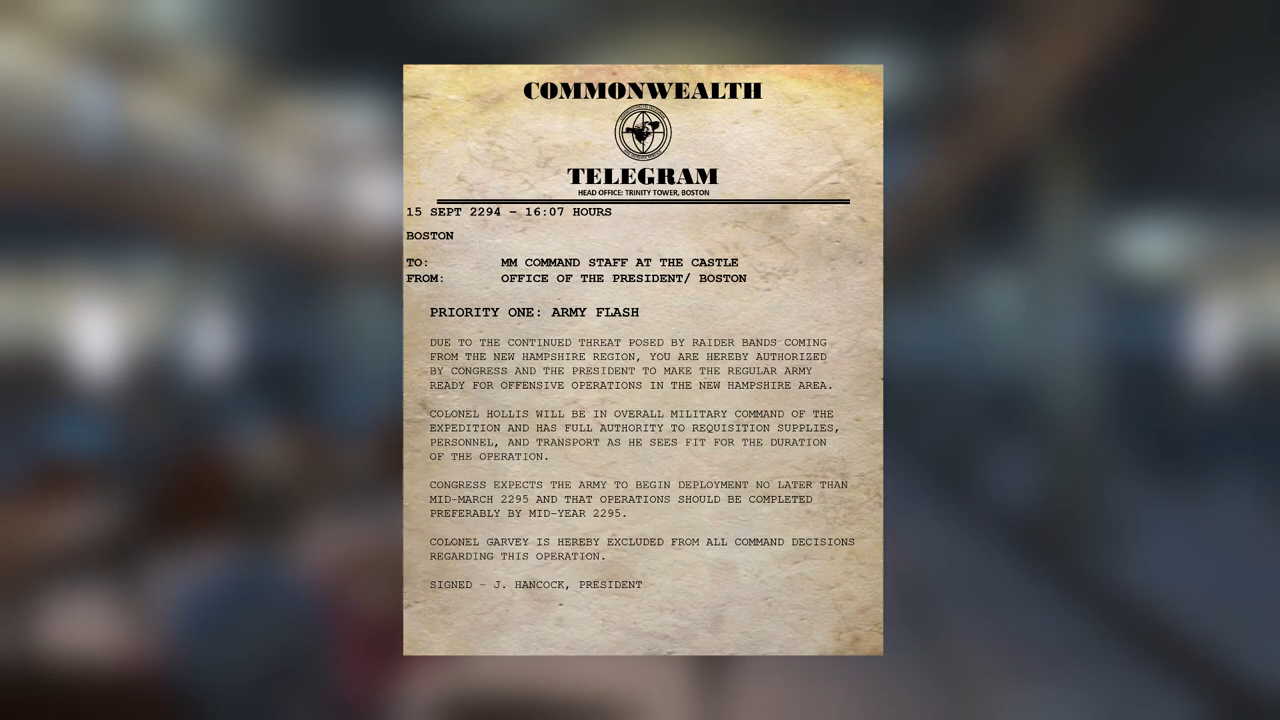 COMMONWEALTH
TELEGRAM
HEAD OFFICE: TRINITY TOWER, BOSTON
15 SEPT 2294 - 16:07 HOURS
BOSTON
TO: MM COMMAND STAFF AT THE CASTLE
FROM: OFFICE OF THE PRESIDENT/ BOSTON
PRIORITY ONE: ARMY FLASH
DUE TO THE CONTINUED THREAT POSED BY RAIDER BANDS COMING
FROM THE NEW HAMPSHIRE REGION, YOU ARE HEREBY AUTHORIZED
BY CONGRESS AND THE PRESIDENT TO MAKE THE REGULAR ARMY
READY FOR OFFENSIVE OPERATIONS IN THE NEW HAMPSHIRE AREA.
COLONEL HOLLIS WILL BE IN OVERALL MILITARY COMMAND OF THE
EXPEDITION AND HAS FULL AUTHORITY TO REQUISITION SUPPLIES,
PERSONNEL, AND TRANSPORT AS HE SEES FIT FOR THE DURATION
OF THE OPERATION.
CONGRESS EXPECTS THE ARMY TO BEGIN DEPLOYMENT NO LATER THAN
MID-MARCH 2295 AND THAT OPERATIONS SHOULD BE COMPLETED
PREFERABLY BY MID-YEAR 2295.
COLONEL GARVEY IS HEREBY EXCLUDED FROM ALL COMMAND DECISIONS
REGARDING THIS OPERATION.
SIGNED - J. HANCOCK, PRESIDENT